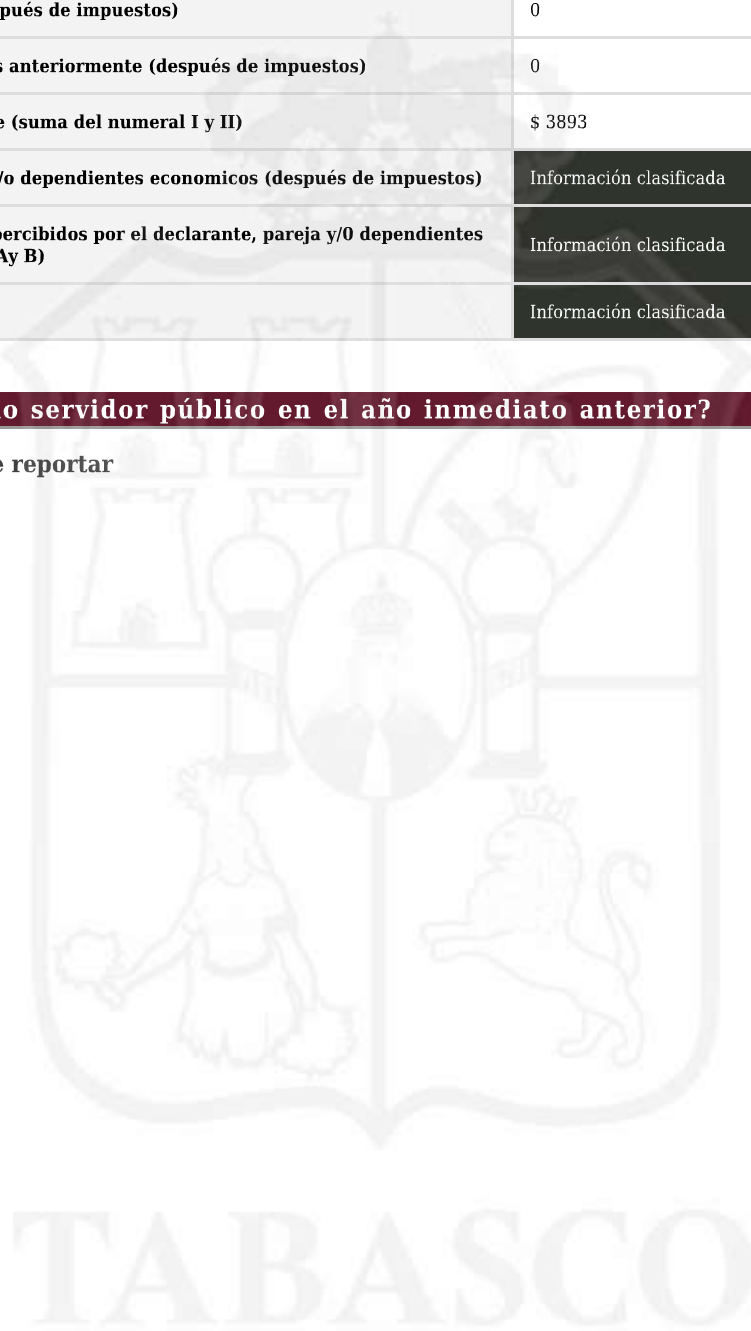 pués de impuestos) 0
s anteriormente (después de impuestos) 0
e (suma del numeral I y II) $ 3893
/o dependientes economicos (después de impuestos) Información clasificada
percibidos por el declarante, pareja y/0 dependientes
Ay B) Información clasificada
Información clasificada
o servidor público en el año inmediato anterior?
e reportar
TABASCO